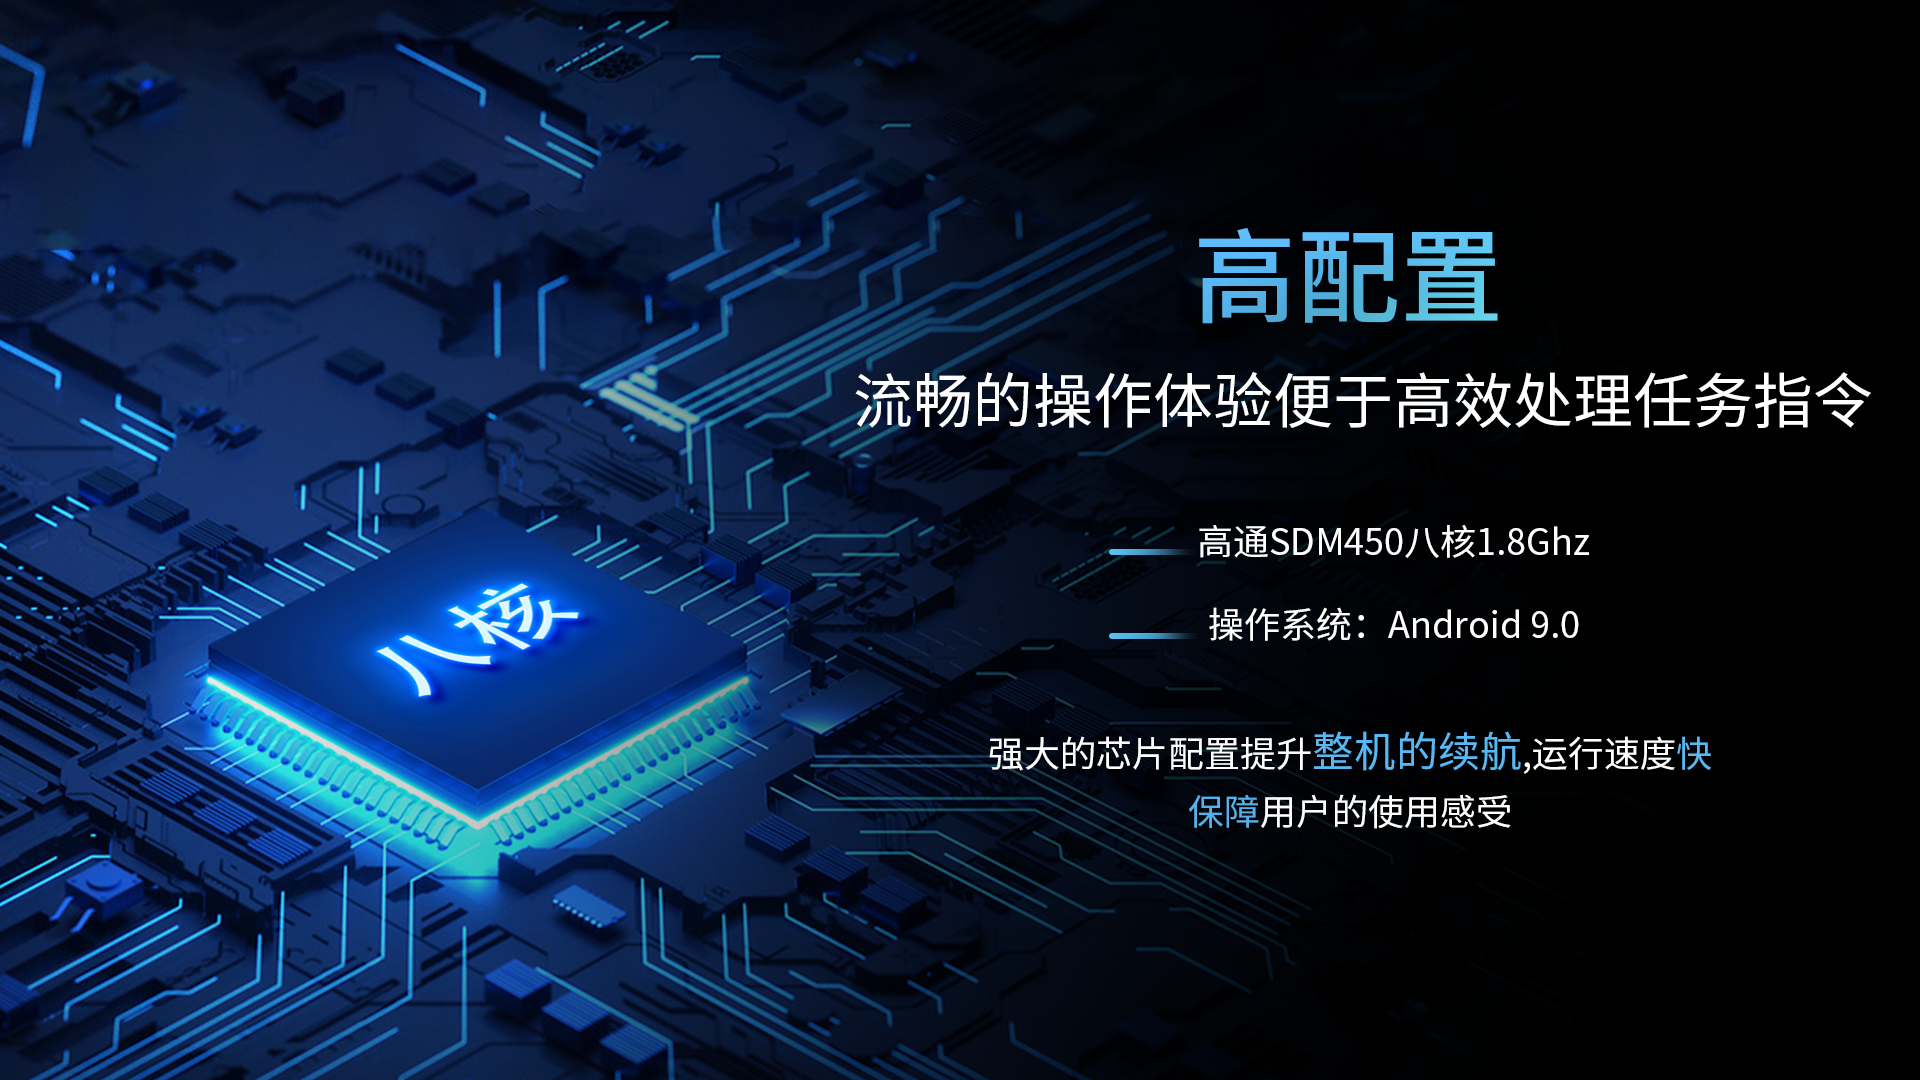 高配置
流畅的操作体验便于高效处理任务指令
高通SDM450八核1.8Ghz
操作系统：Android 9.0
八核
强大的芯片配置提升整机的续航,运行速度快
保障用户的使用感受